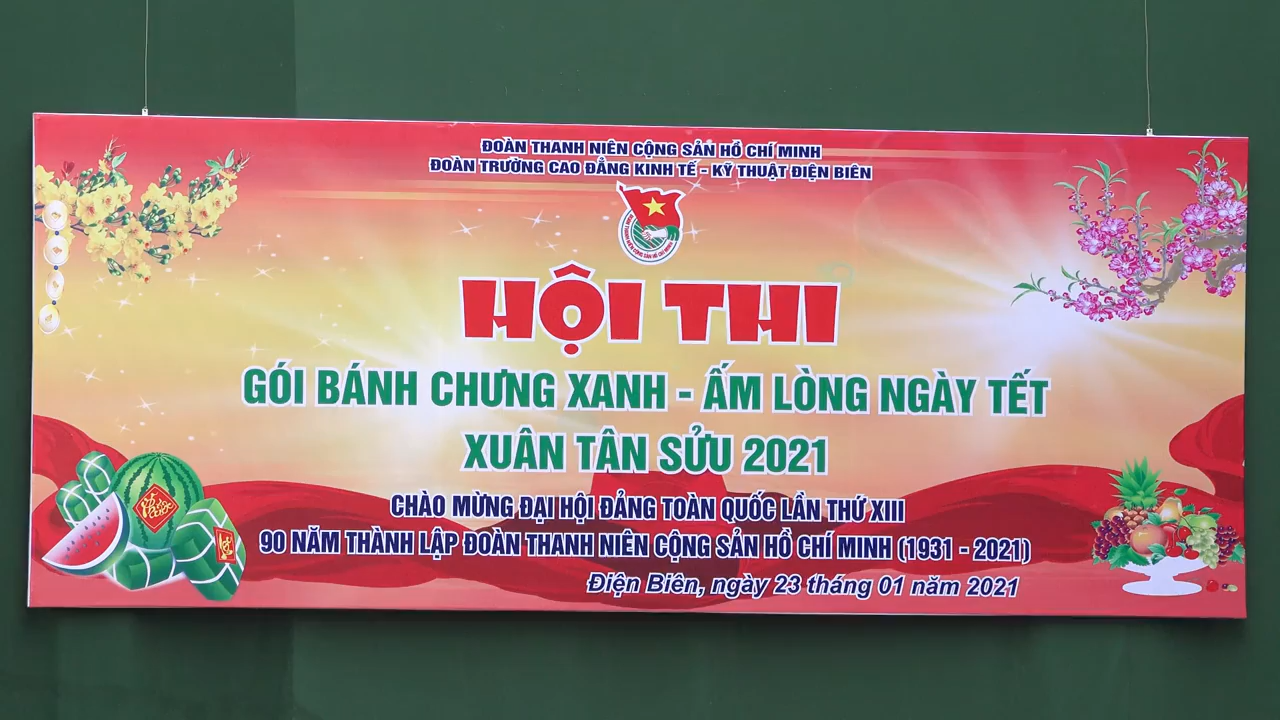 ĐOÀN THANH NIÊN CỘNG SẢN HỒ CHÍ MINH
ĐOÀN TRƯỜNG CAO ĐẲNG KINH TẾ - KỸ THUẬT ĐIỆN BIÊN
HỘI THI
GÓI BÁNH CHƯNG XANH - ẤM LÒNG NGÀY TẾT
XUÂN TÂN SỬU 2021
CHÀO MỪNG ĐẠI HỘI ĐẢNG TOÀN QUỐC LẦN THỨ XIII
90 NĂM THÀNH LẬP ĐOÀN THANH NIÊN CỘNG SẢN HỒ CHÍ MINH (1931 - 2021)
Điện Biên, ngày 23 tháng 01 năm 2021